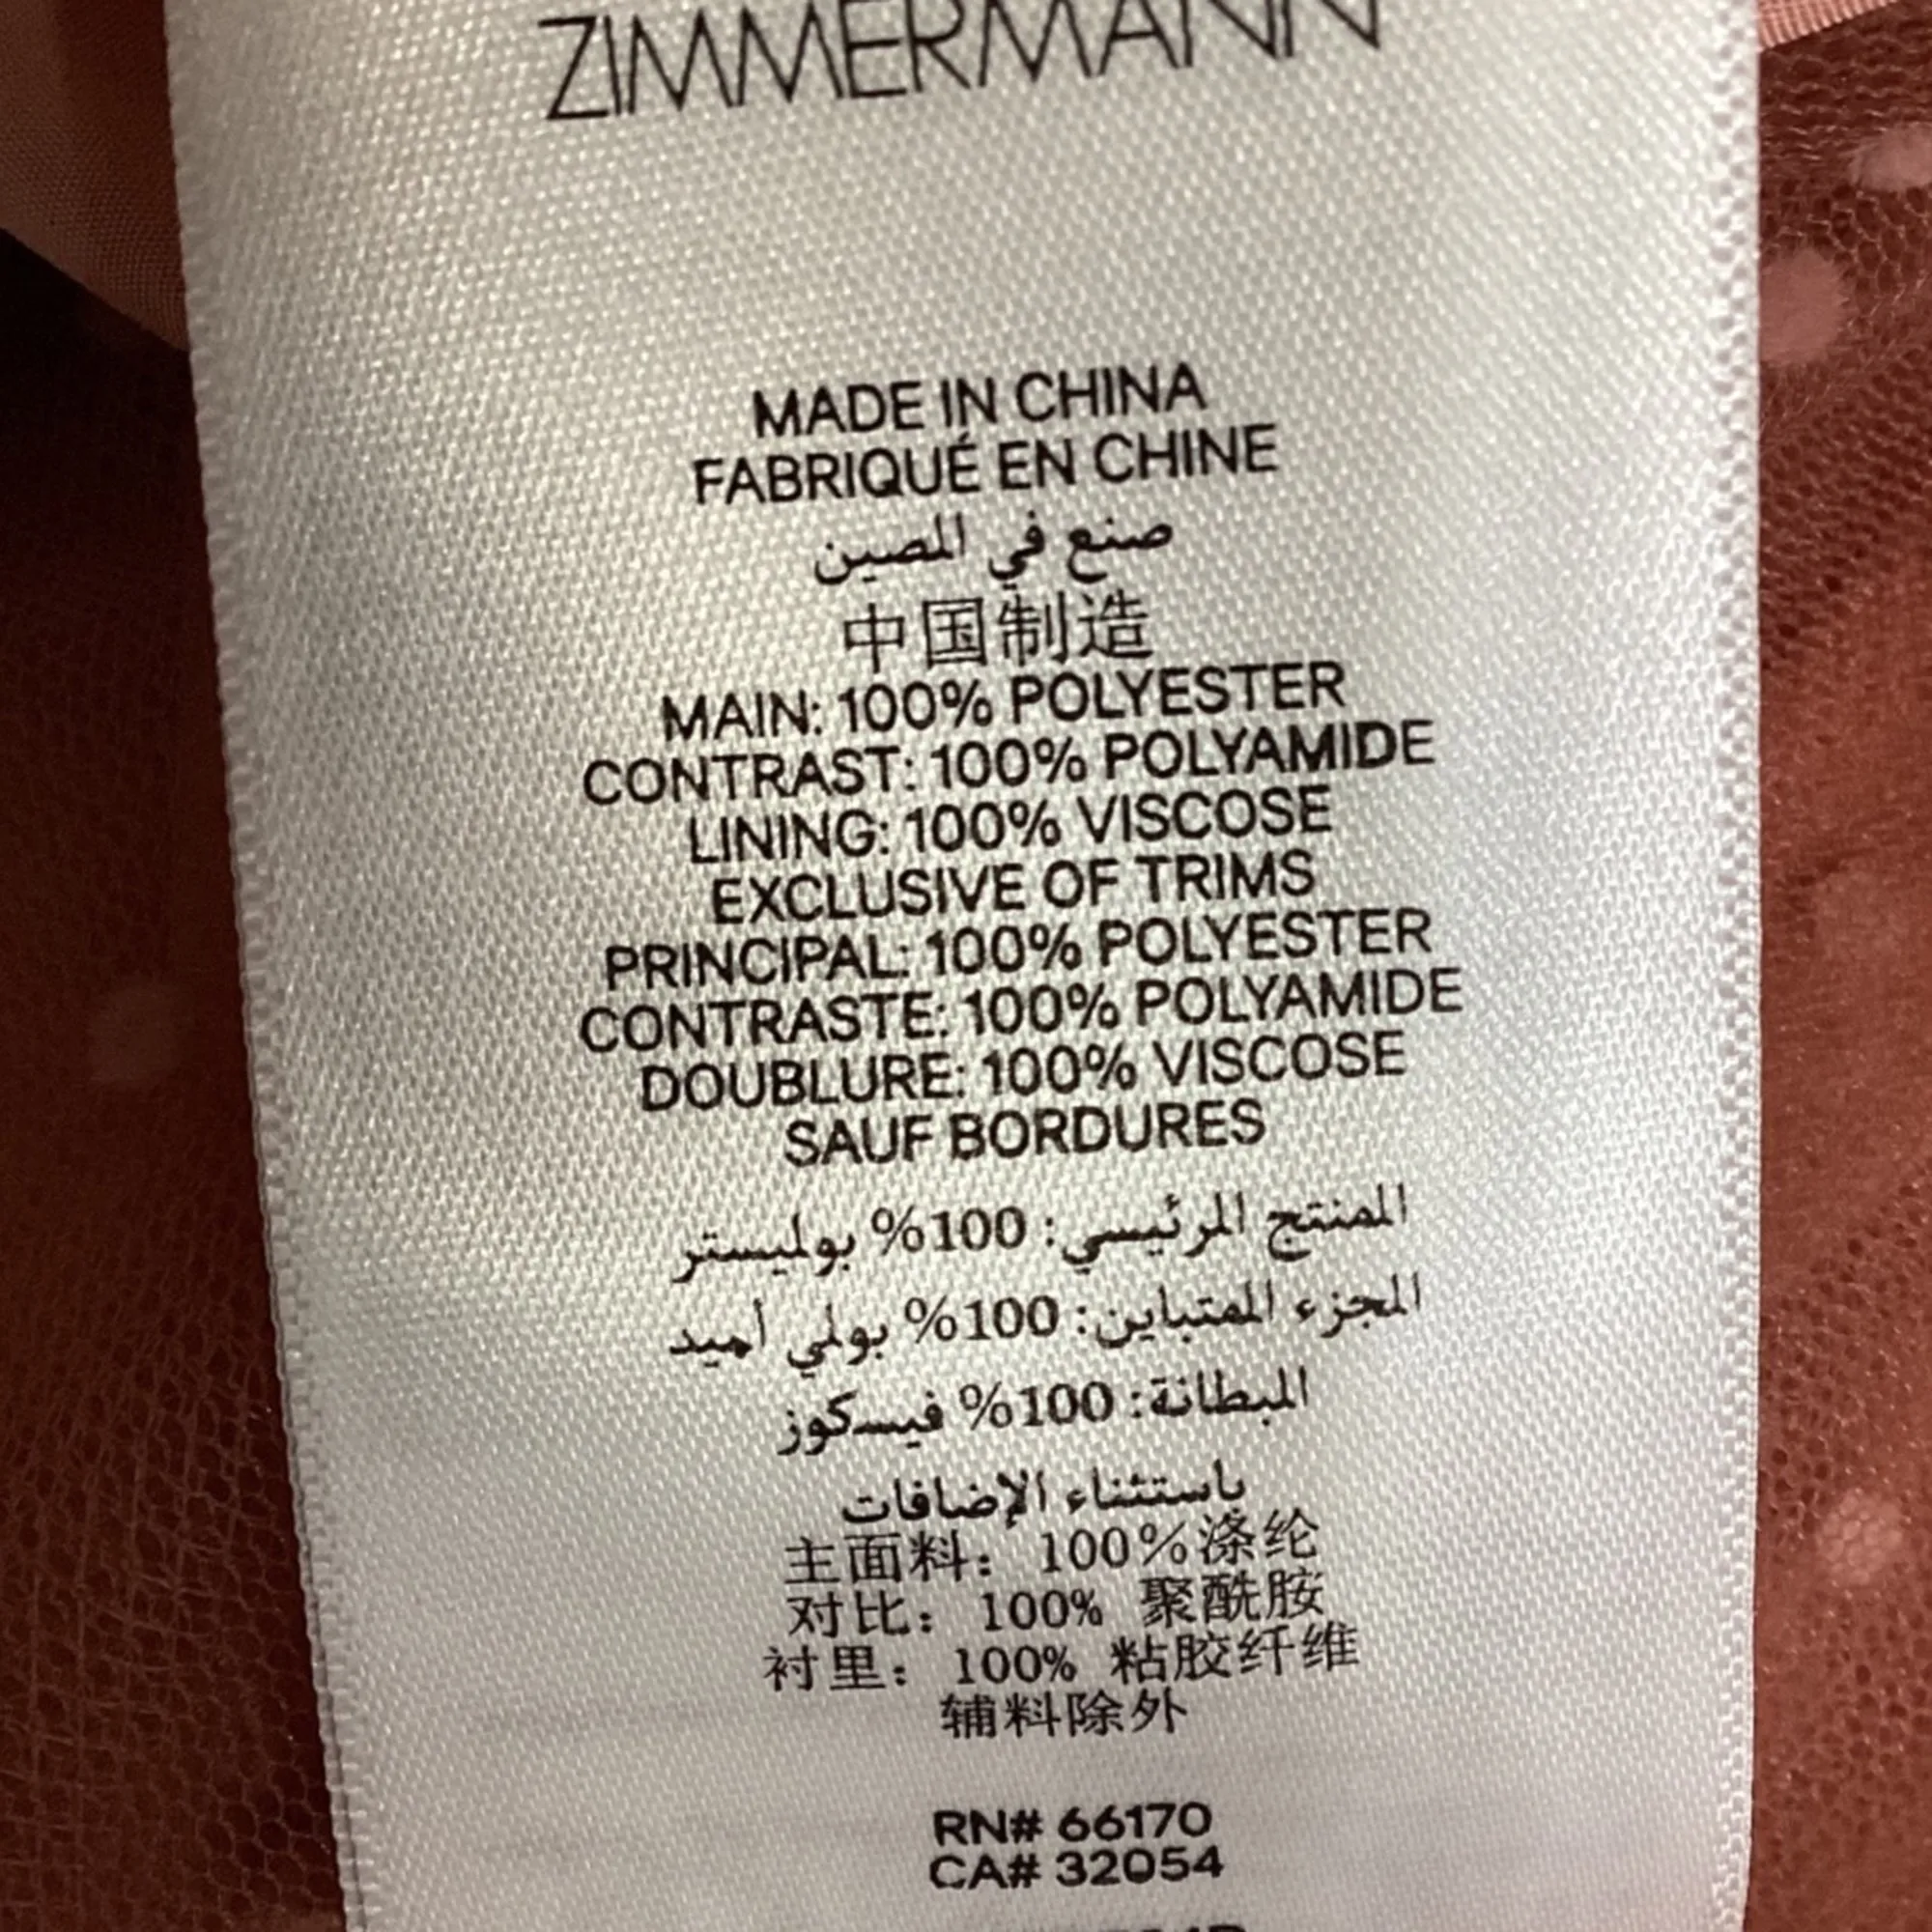 ZIMMERMANN
MADE IN CHINA
FABRIQUÉ EN CHINE
صنع في الصين
中国制造
MAIN: 100% POLYESTER
CONTRAST: 100% POLYAMIDE
LINING: 100% VISCOSE
EXCLUSIVE OF TRIMS
PRINCIPAL: 100% POLYESTER
CONTRASTE: 100% POLYAMIDE
DOUBLURE: 100% VISCOSE
SAUF BORDURES
المنتج الرئيسي: 100% بوليستر
الجزء المتباين: 100% بولي أميد
البطانة: 100% فيسكوز
باستثناء الإضافات
主面料：100%涤纶
对比：100% 聚酰胺
衬里：100% 粘胶纤维
辅料除外
RN# 66170
CA# 32054